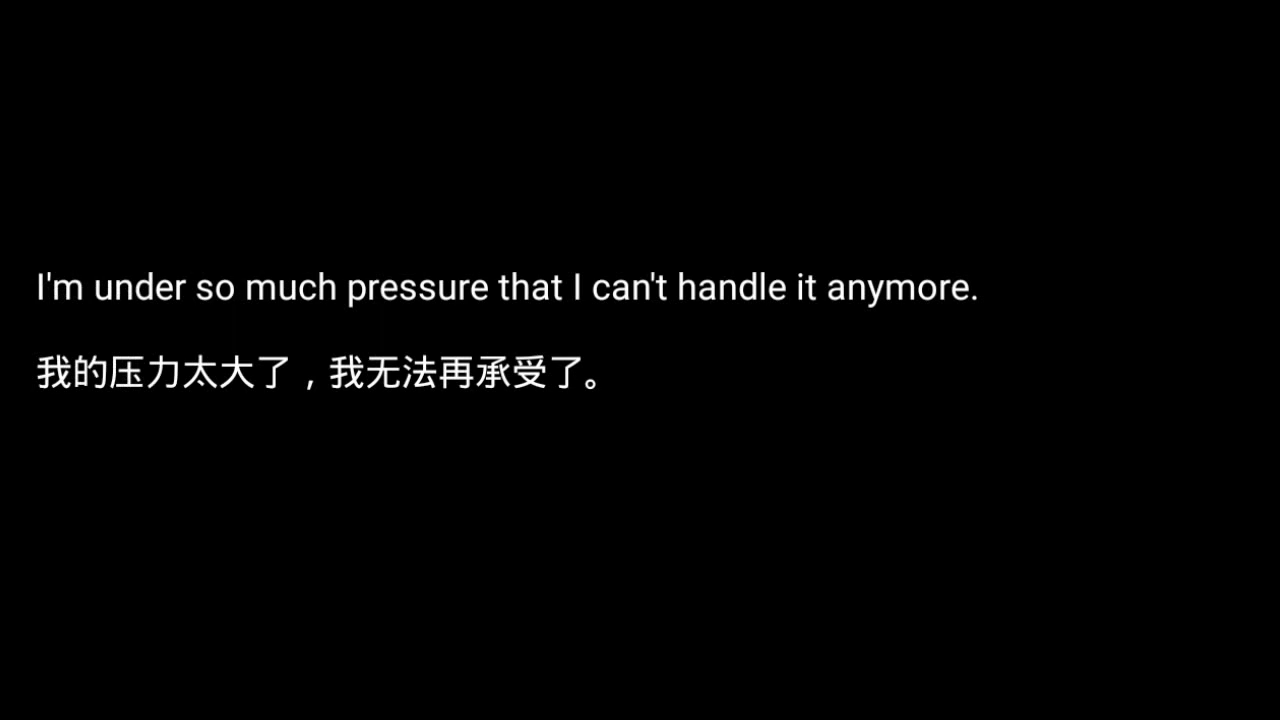 I'm under so much pressure that I can't handle it anymore.
我的压力太大了，我无法再承受了。